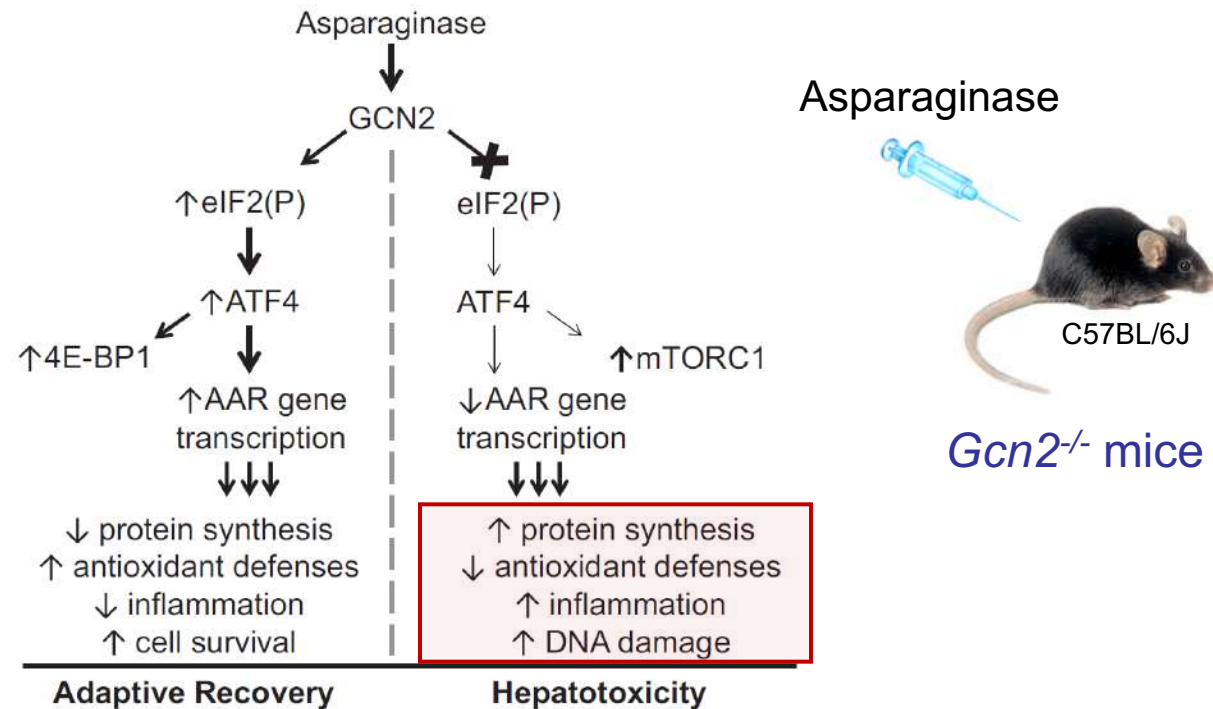 Asparaginase
GCN2
↑eIF2(P)
↑ATF4
↑4E-BP1
↑AAR gene
transcription
↓ protein synthesis
↑ antioxidant defenses
↓ inflammation
↑ cell survival
Adaptive Recovery
eIF2(P)
ATF4
↑mTORC1
↓AAR gene
transcription
↑ protein synthesis
↓ antioxidant defenses
↑ inflammation
↑ DNA damage
Hepatotoxicity
Asparaginase
C57BL/6J
Gcn2-/- mice